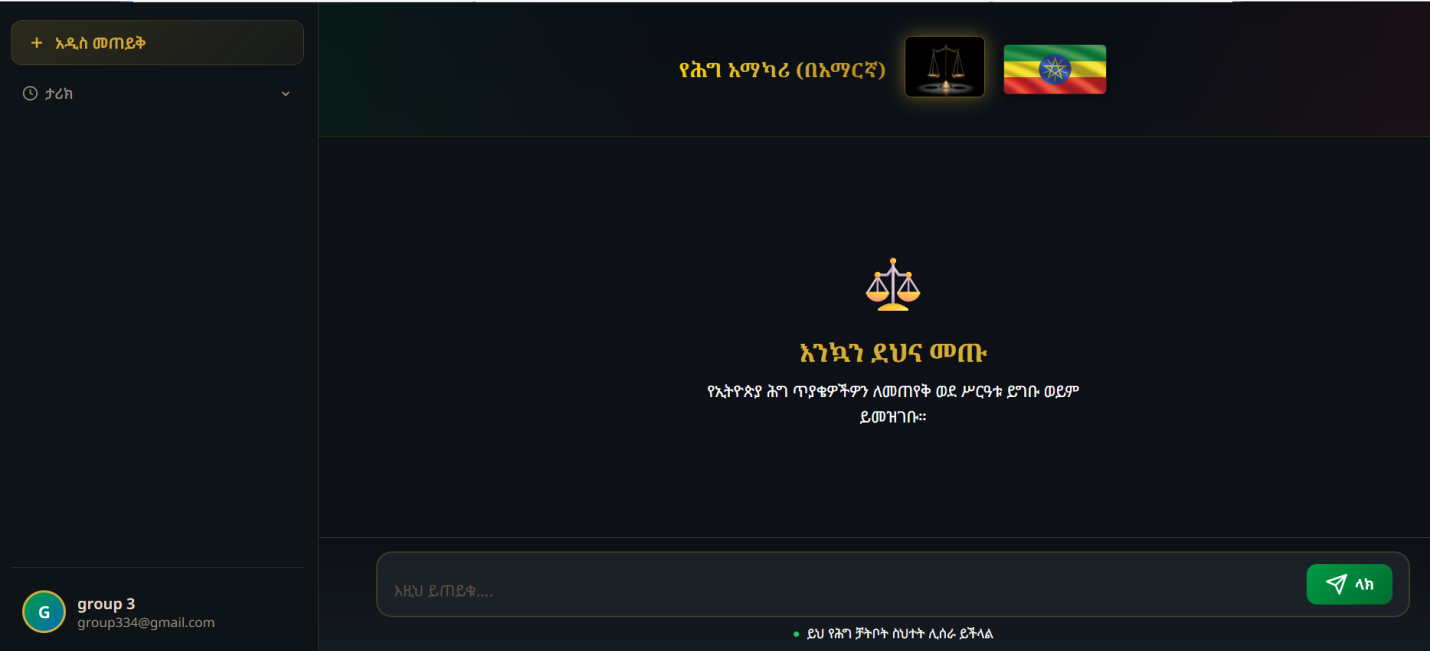 + አዲስ መጠይቅ
ታሪክ
የሕግ አማካሪ (በአማርኛ)
እንኳን ደህና መጡ
የኢትዮጵያ ሕግ ጥያቄዎችዎን ለመጠየቅ ወደ ሥርዓቱ ይግቡ ወይም
ይመዝገቡ።
G
group 3
group334@gmail.com
እዚህ ይጠይቁ....
ላክ
ይህ የሕግ ቻትቦት ስህተት ሊሰራ ይችላል